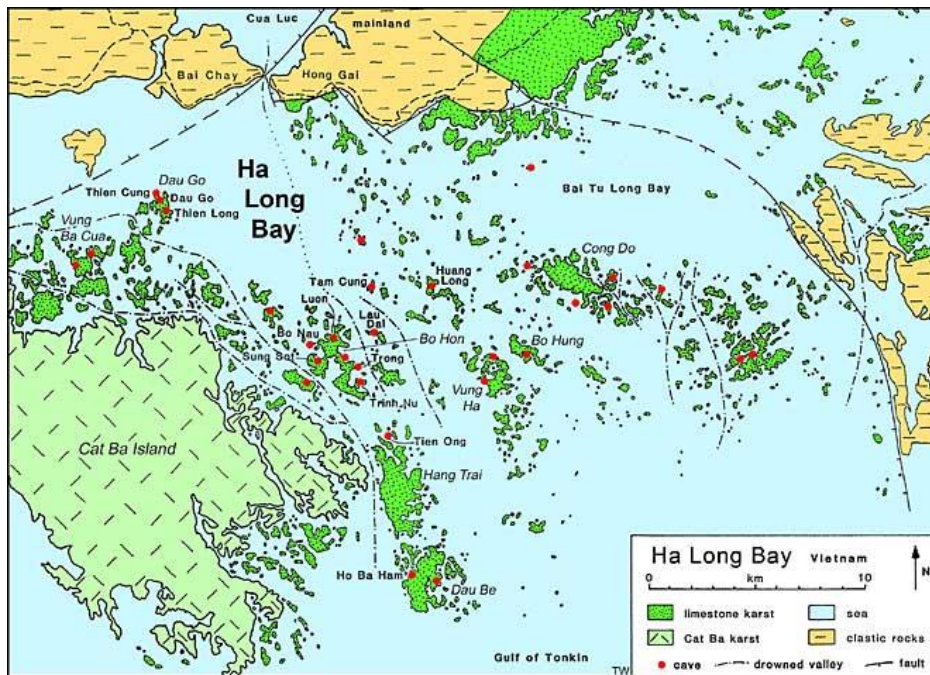 Cua Luc
mainland
Bai Chay
Hong Gai
Ha
Long
Bay
Bai Tu Long Bay
Dau Go
Thien Cung
Dau Go
Thien Long
Vung
Ba Cua
Cong Do
Tam Cung
Huang
Long
Luon
Lau
Dai
Bo Nau
Bo Hon
Bo Hung
Sung Sot
Trong
Vung
Ha
Trinh Nu
Tien Ong
Cat Ba Island
Hang Trai
Ho Ba Ham
Dau Be
Gulf of Tonkin
TW
Ha Long Bay Vietnam
0 km 10
N
limestone karst
sea
Cat Ba karst
clastic rocks
cave
drowned valley
fault